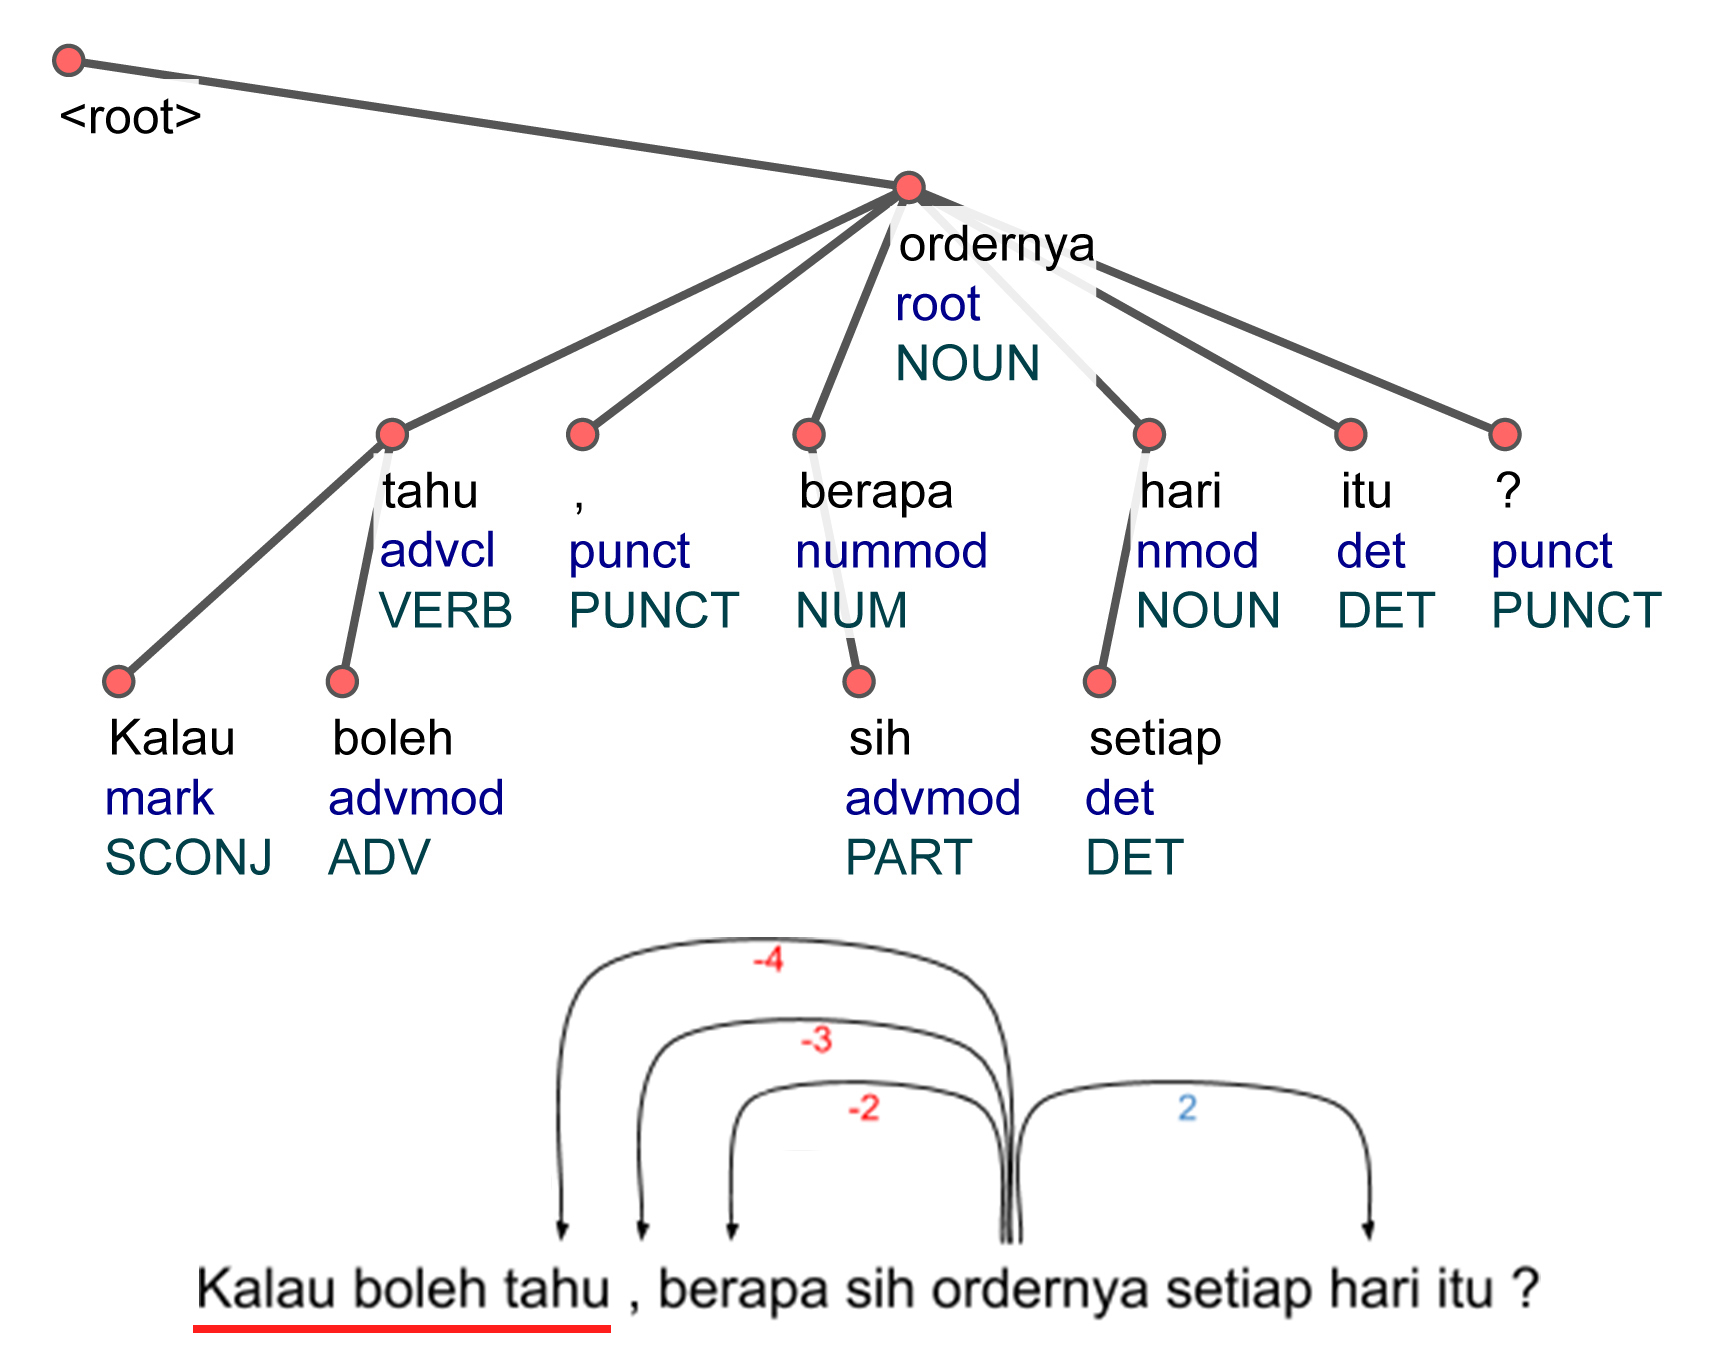 <root>
ordernya
root
NOUN
tahu , berapa hari itu ?
advcl punct nummod nmod det punct
VERB PUNCT NUM NOUN DET PUNCT
Kalau boleh sih setiap
mark advmod advmod det
SCONJ ADV PART DET
-4
-3
-2 2
Kalau boleh tahu , berapa sih ordernya setiap hari itu ?